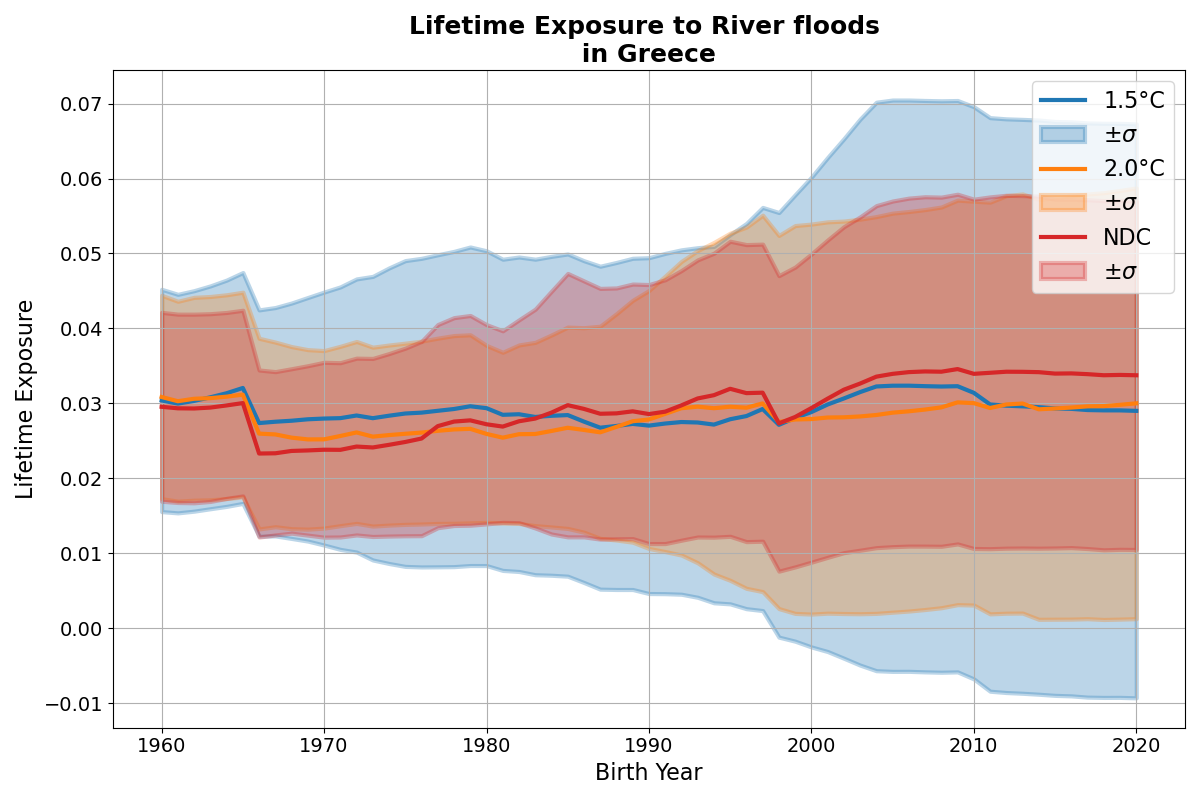 Lifetime Exposure to River floods
in Greece
Lifetime Exposure
0.07
0.06
0.05
0.04
0.03
0.02
0.01
0.00
−0.01
1960
1970
1980
1990
2000
2010
2020
Birth Year
1.5°C
±σ
2.0°C
±σ
NDC
±σ